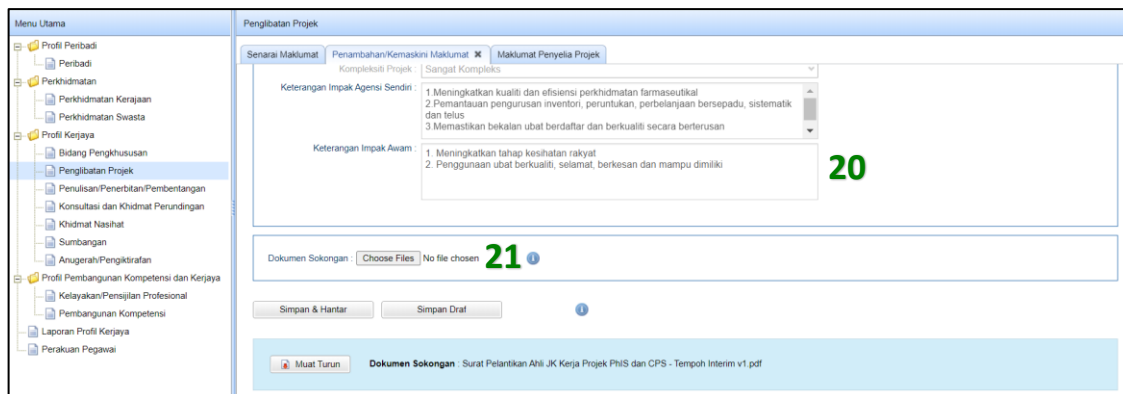 Menu Utama
Profil Peribadi
Peribadi
Perkhidmatan
Perkhidmatan Kerajaan
Perkhidmatan Swasta
Profil Kerjaya
Bidang Pengkhususan
Penglibatan Projek
Penulisan/Penerbitan/Pembentangan
Konsultasi dan Khidmat Perundingan
Khidmat Nasihat
Sumbangan
Anugerah/Pengiktirafan
Profil Pembangunan Kompetensi dan Kerjaya
Kelayakan/Pensijilan Profesional
Pembangunan Kompetensi
Laporan Profil Kerjaya
Perakuan Pegawai
Penglibatan Projek
Senarai Maklumat Penambahan/Kemaskini Maklumat Maklumat Penyelia Projek
Kompleksiti Projek : Sangat Kompleks
Keterangan Impak Agensi Sendiri :
1.Meningkatkan kualiti dan efisiensi perkhidmatan farmaseutikal
2.Pemantauan pengurusan inventori, peruntukan, perbelanjaan bersepadu, sistematik
dan telus
3.Memastikan bekalan ubat berdaftar dan berkualiti secara berterusan
Keterangan Impak Awam :
1. Meningkatkan tahap kesihatan rakyat
2. Penggunaan ubat berkualiti, selamat, berkesan dan mampu dimiliki
20
Dokumen Sokongan : Choose Files No file chosen 21
Simpan & Hantar Simpan Draf
Muat Turun Dokumen Sokongan : Surat Pelantikan Ahli JK Kerja Projek PhIS dan CPS - Tempoh Interim v1.pdf